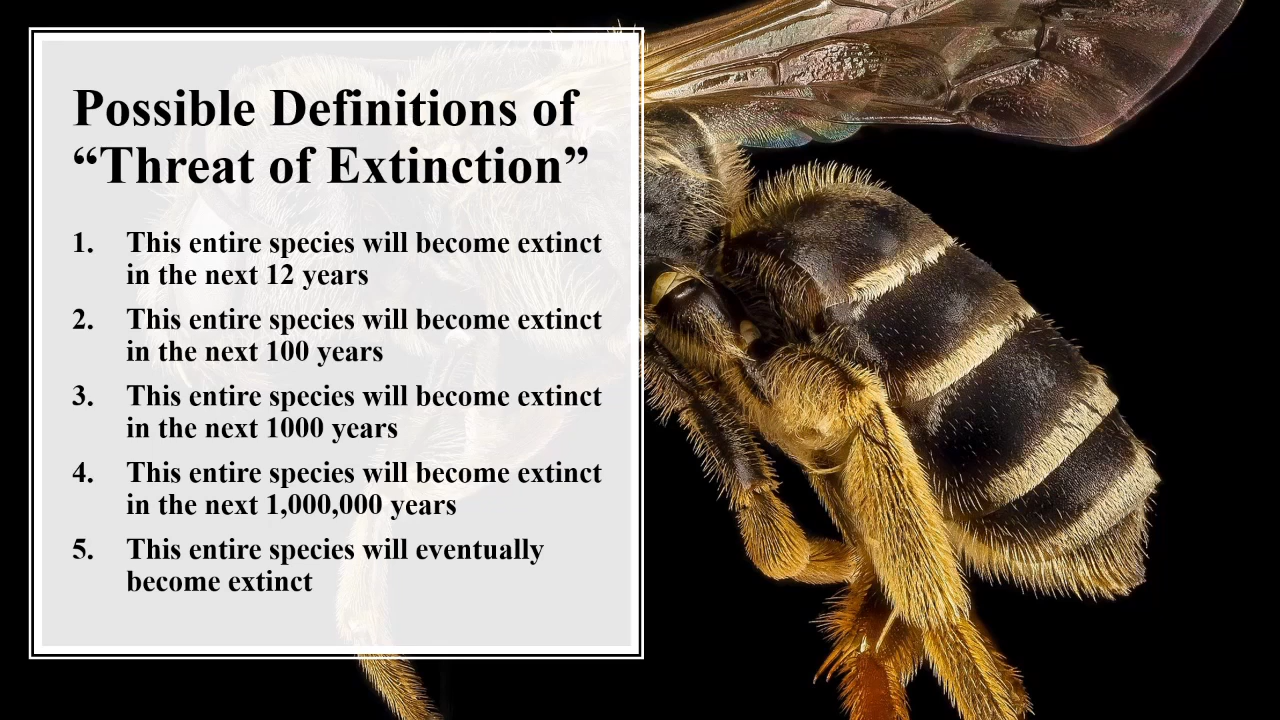 Possible Definitions of
“Threat of Extinction”
1. This entire species will become extinct
in the next 12 years
2. This entire species will become extinct
in the next 100 years
3. This entire species will become extinct
in the next 1000 years
4. This entire species will become extinct
in the next 1,000,000 years
5. This entire species will eventually
become extinct